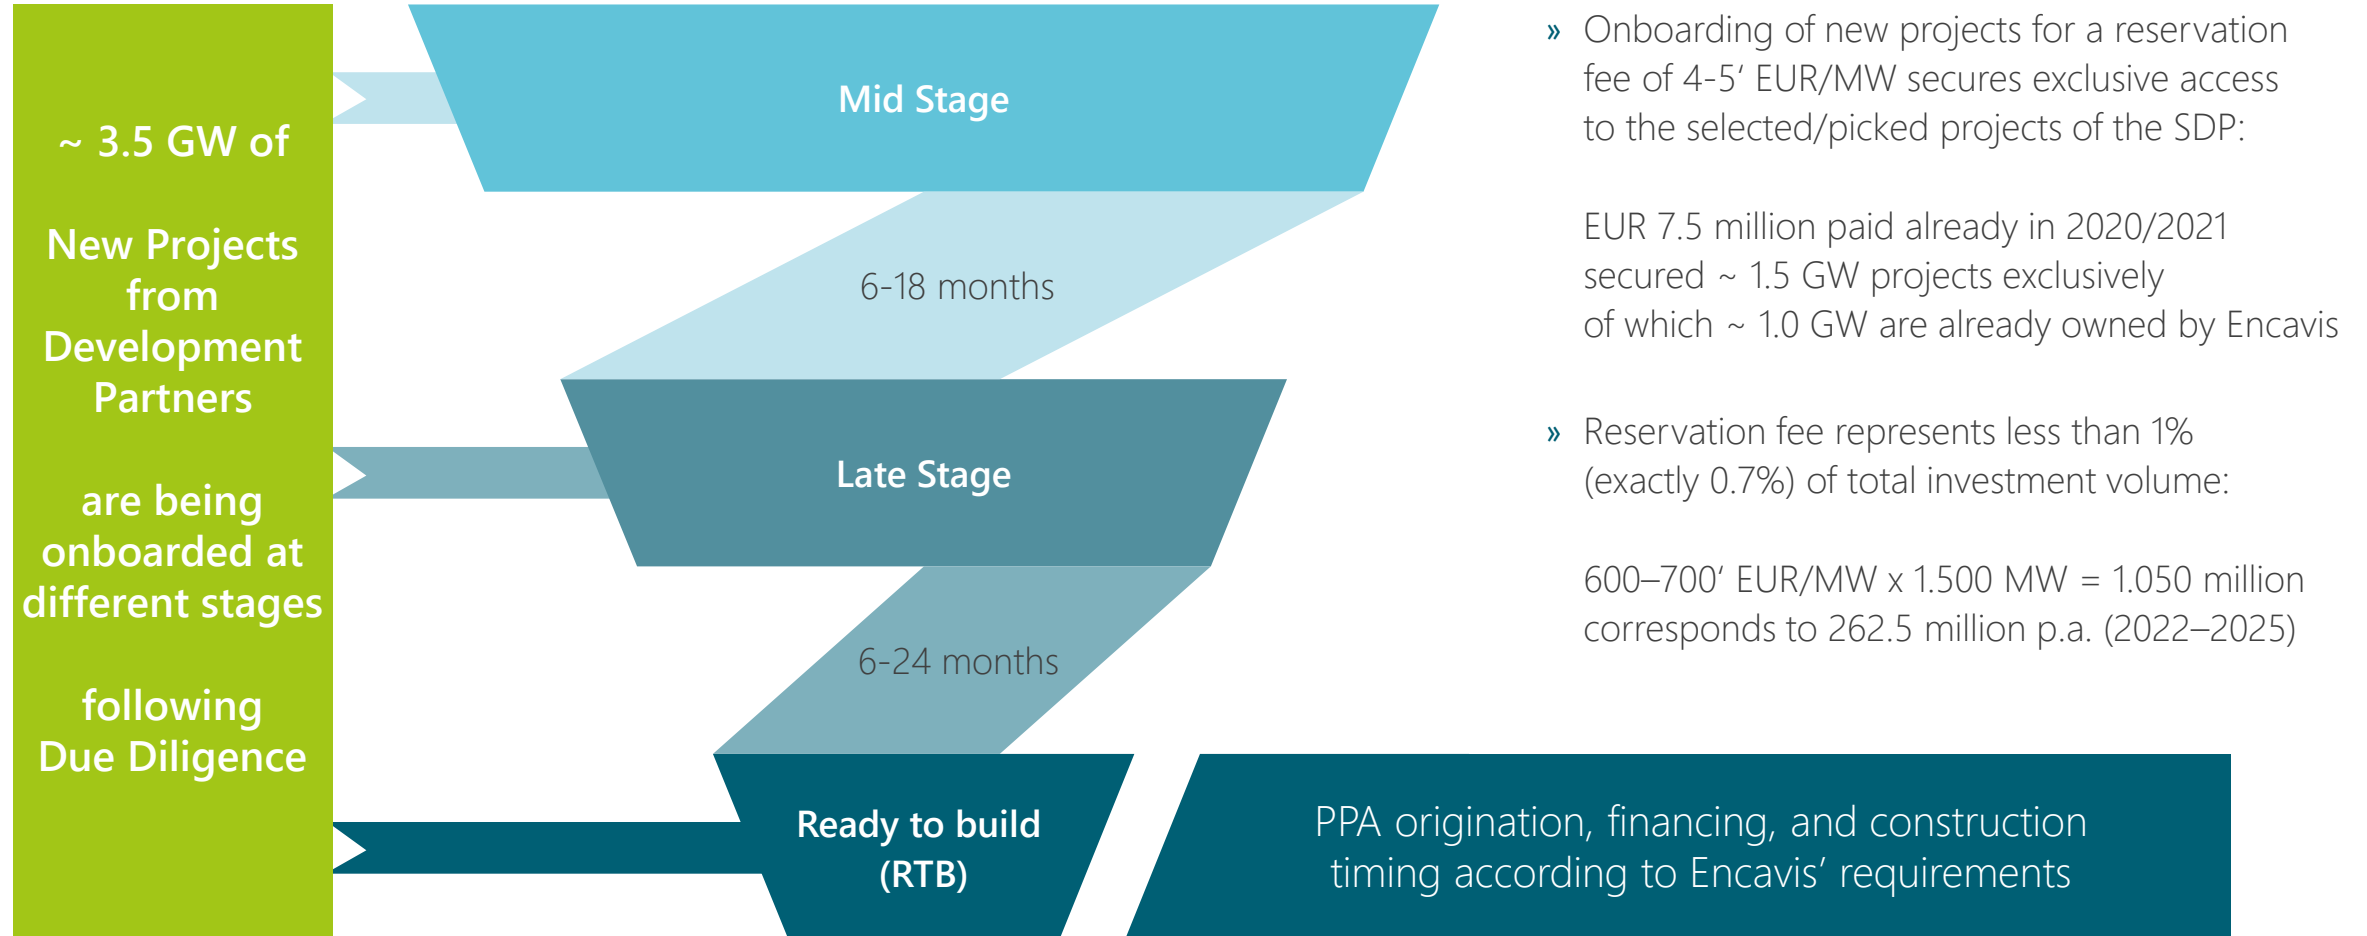 ~ 3.5 GW of
New Projects
from
Development
Partners
are being
onboarded at
different stages
following
Due Diligence
Mid Stage
6-18 months
Late Stage
6-24 months
Ready to build
(RTB)
» Onboarding of new projects for a reservation
fee of 4-5‘ EUR/MW secures exclusive access
to the selected/picked projects of the SDP:
EUR 7.5 million paid already in 2020/2021
secured ~ 1.5 GW projects exclusively
of which ~ 1.0 GW are already owned by Encavis
» Reservation fee represents less than 1%
(exactly 0.7%) of total investment volume:
600–700‘ EUR/MW x 1.500 MW = 1.050 million
corresponds to 262.5 million p.a. (2022–2025)
PPA origination, financing, and construction
timing according to Encavis’ requirements